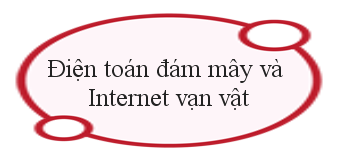 Điện toán đám mây và
Internet vạn vật